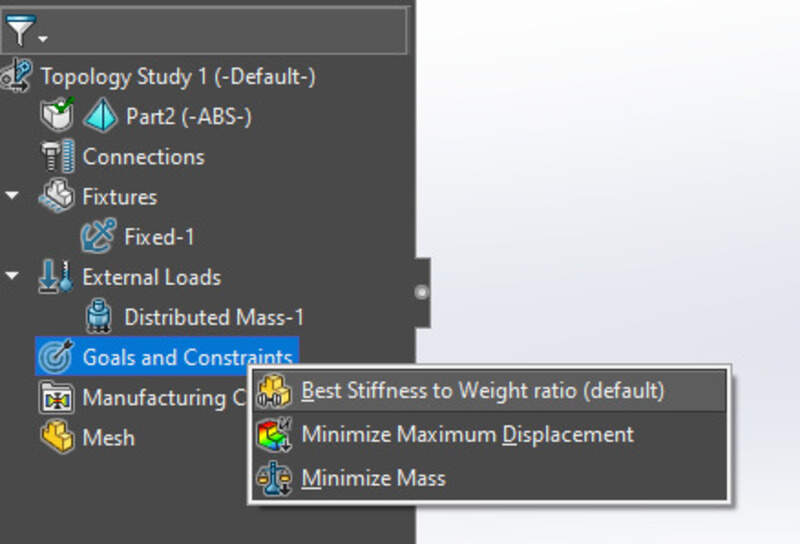 Topology Study 1 (-Default-)
Part2 (-ABS-)
Connections
Fixtures
Fixed-1
External Loads
Distributed Mass-1
Goals and Constraints
Best Stiffness to Weight ratio (default)
Manufacturing C
Minimize Maximum Displacement
Mesh
Minimize Mass